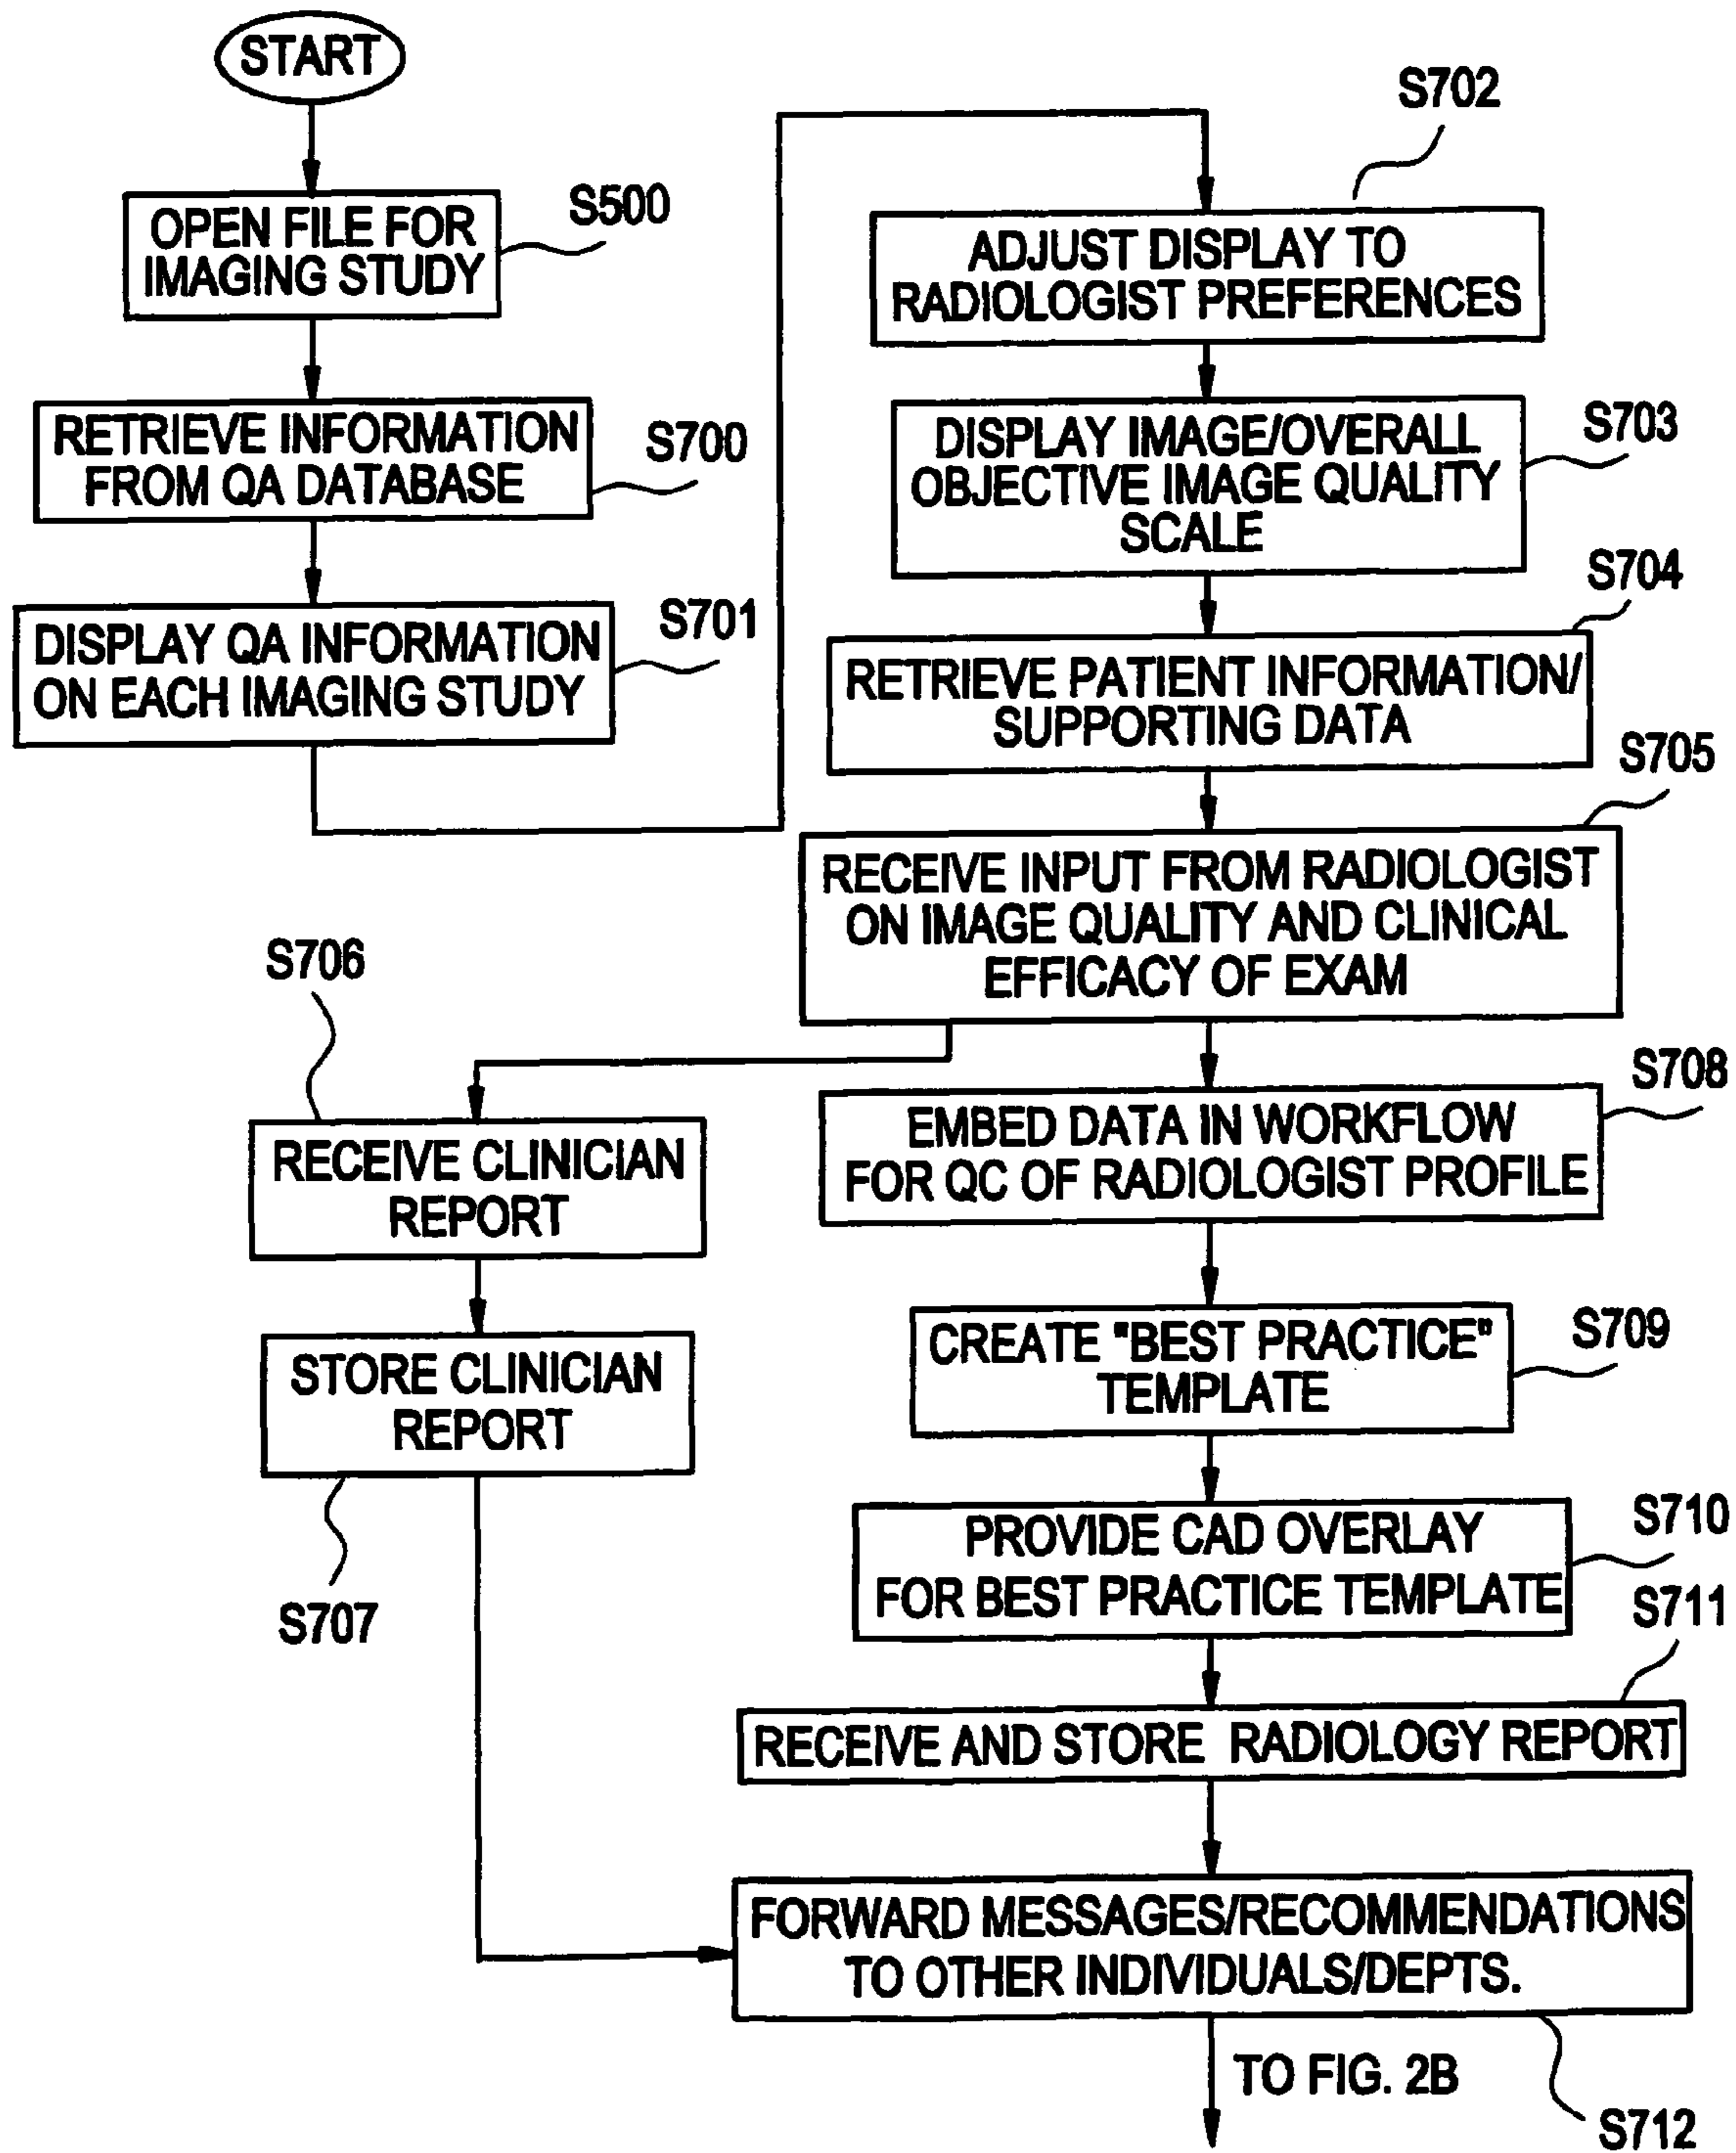 START
OPEN FILE FOR
IMAGING STUDY
S500
RETRIEVE INFORMATION
FROM QA DATABASE
S700
DISPLAY QA INFORMATION
ON EACH IMAGING STUDY
S701
S702
ADJUST DISPLAY TO
RADIOLOGIST PREFERENCES
DISPLAY IMAGE/OVERALL
OBJECTIVE IMAGE QUALITY
SCALE
S703
S704
RETRIEVE PATIENT INFORMATION/
SUPPORTING DATA
S705
RECEIVE INPUT FROM RADIOLOGIST
ON IMAGE QUALITY AND CLINICAL
EFFICACY OF EXAM
S706
RECEIVE CLINICIAN
REPORT
STORE CLINICIAN
REPORT
S707
S708
EMBED DATA IN WORKFLOW
FOR QC OF RADIOLOGIST PROFILE
CREATE "BEST PRACTICE"
TEMPLATE
S709
PROVIDE CAD OVERLAY
FOR BEST PRACTICE TEMPLATE
S710
S711
RECEIVE AND STORE RADIOLOGY REPORT
FORWARD MESSAGES/RECOMMENDATIONS
TO OTHER INDIVIDUALS/DEPTS.
TO FIG. 2B
S712